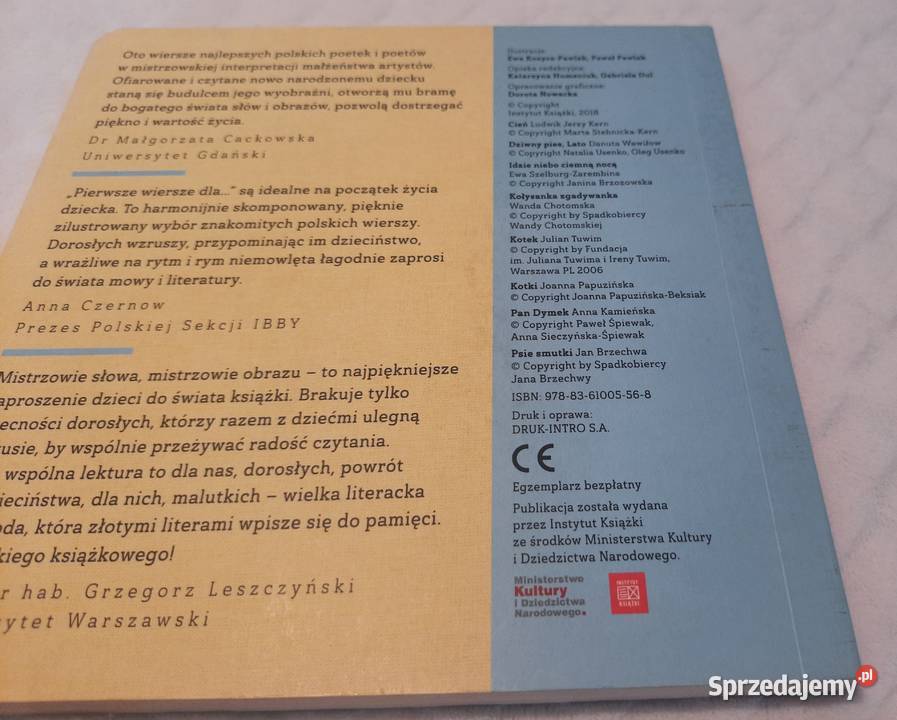 Oto wiersze najlepszych polskich poetek i poetów
w mistrzowskiej interpretacji małżeństwa artystów.
Ofiarowane i czytane nowo narodzonemu dziecku
staną się budulcem jego wyobraźni, otworzą mu bramę
do bogatego świata słów i obrazów, pozwolą dostrzegać
piękno i wartość życia.
Dr Małgorzata Cackowska
Uniwersytet Gdański
„Pierwsze wiersze dla...” są idealne na początek życia
dziecka. To harmonijnie skomponowany, pięknie
zilustrowany wybór znakomitych polskich wierszy.
Dorosłych wzruszy, przypominając im dzieciństwo,
a wrażliwe na rytm i rym niemowlęta łagodnie zaprosi
do świata mowy i literatury.
Anna Czernow
Prezes Polskiej Sekcji IBBY
Mistrzowie słowa, mistrzowie obrazu – to najpiękniejsze
aproszenie dzieci do świata książki. Brakuje tylko
ecności dorosłych, którzy razem z dziećmi ulegną
usie, by wspólnie przeżywać radość czytania.
wspólna lektura to dla nas, dorosłych, powrót
ieciństwa, dla nich, malutkich – wielka literacka
oda, która złotymi literami wpisze się do pamięci.
kiego książkowego!
r hab. Grzegorz Leszczyński
ytet Warszawski
Ilustracje
Ewa Kozyra-Pawlak, Paweł Pawlak
Opieka redakcyjna:
Katarzyna Humeniuk, Gabriela Dul
Opracowanie graficzne:
Dorota Nowacka
© Copyright
Instytut Książki, 2018
Cień Ludwik Jerzy Kern
© Copyright Marta Stehnicka-Kern
Dziwny pies, Lato Danuta Wawiłow
© Copyright Natalia Usenko, Oleg Usenko
Idzie niebo ciemną nocą
Ewa Szelburg-Zarembina
© Copyright Janina Brzozowska
Kołysanka zgadywanka
Wanda Chotomska
© Copyright by Spadkobiercy
Wandy Chotomskiej
Kotek Julian Tuwim
© Copyright by Fundacja
im. Juliana Tuwima i Ireny Tuwim,
Warszawa PL 2006
Kotki Joanna Papuzińska
© Copyright Joanna Papuzińska-Beksiak
Pan Dymek Anna Kamieńska
© Copyright Paweł Śpiewak,
Anna Sieczyńska-Śpiewak
Psie smutki Jan Brzechwa
© Copyright by Spadkobiercy
Jana Brzechwy
ISBN: 978-83-61005-56-8
Druk i oprawa:
DRUK-INTRO S.A.
CE
Egzemplarz bezpłatny
Publikacja została wydana
przez Instytut Książki
ze środków Ministerstwa Kultury
i Dziedzictwa Narodowego.
Ministerstwo
Kultury
i Dziedzictwa
Narodowego.
INSTYTUT
KSIĄŻKI
Sprzedajemy.pl